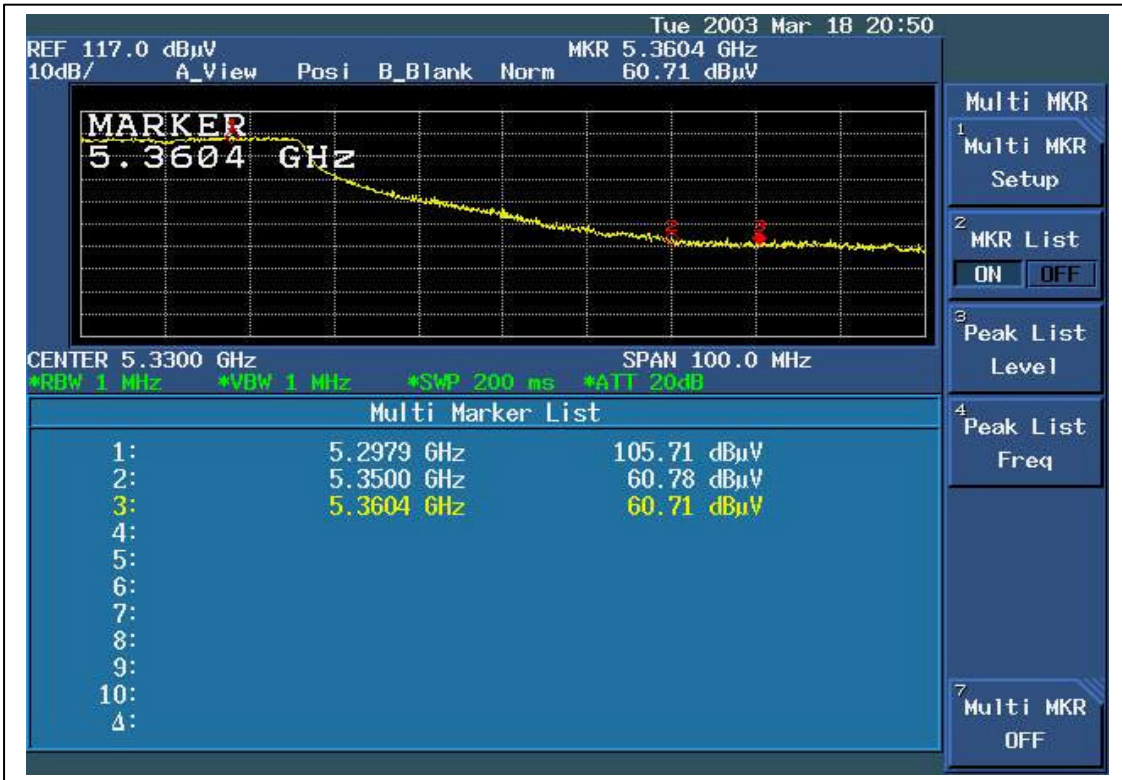 Tue 2003 Mar 18 20:50
REF 117.0 dBµV MKR 5.3604 GHz
10dB/ A_View Posi B_Blank Norm 60.71 dBµV
MARKER
5.3604 GHz
2
2
CENTER 5.3300 GHz SPAN 100.0 MHz
*RBW 1 MHz *VBW 1 MHz *SWP 200 ms *ATT 20dB
Multi Marker List
1: 5.2979 GHz 105.71 dBµV
2: 5.3500 GHz 60.78 dBµV
3: 5.3604 GHz 60.71 dBµV
4:
5:
6:
7:
8:
9:
10:
Δ:
Multi MKR
1
Multi MKR
Setup
2
MKR List
ON OFF
3
Peak List
Level
4
Peak List
Freq
7
Multi MKR
OFF